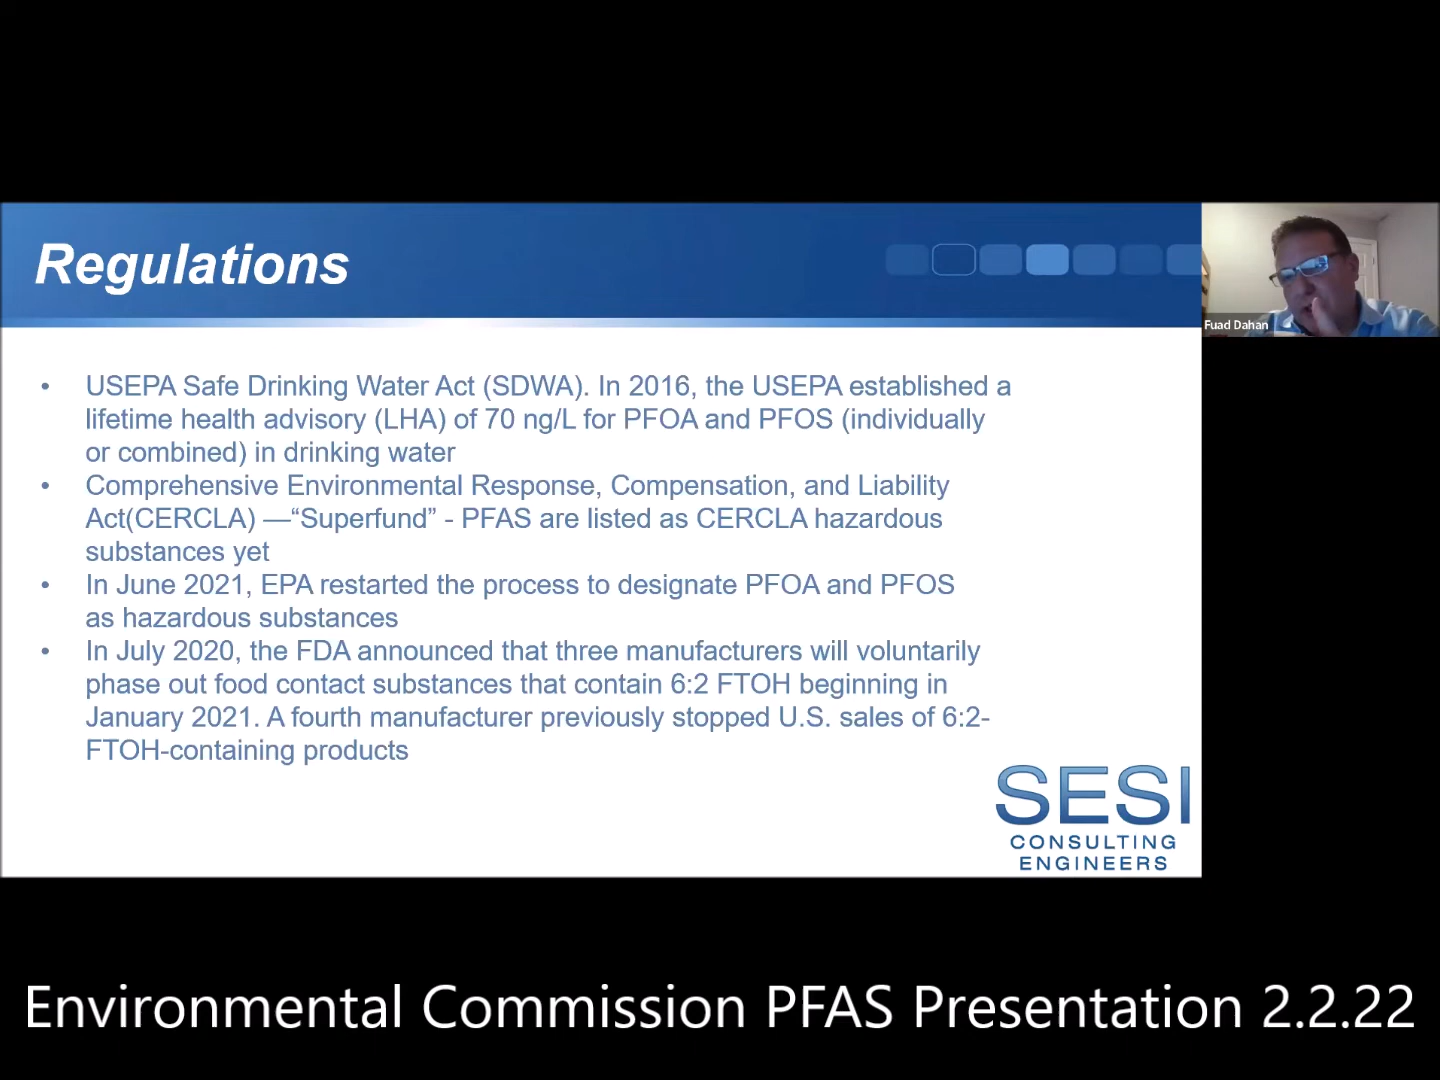 Regulations
Fuad Dahan
• USEPA Safe Drinking Water Act (SDWA). In 2016, the USEPA established a
lifetime health advisory (LHA) of 70 ng/L for PFOA and PFOS (individually
or combined) in drinking water
• Comprehensive Environmental Response, Compensation, and Liability
Act(CERCLA) —“Superfund” - PFAS are listed as CERCLA hazardous
substances yet
• In June 2021, EPA restarted the process to designate PFOA and PFOS
as hazardous substances
• In July 2020, the FDA announced that three manufacturers will voluntarily
phase out food contact substances that contain 6:2 FTOH beginning in
January 2021. A fourth manufacturer previously stopped U.S. sales of 6:2-
FTOH-containing products
SESI
CONSULTING
ENGINEERS
Environmental Commission PFAS Presentation 2.2.22